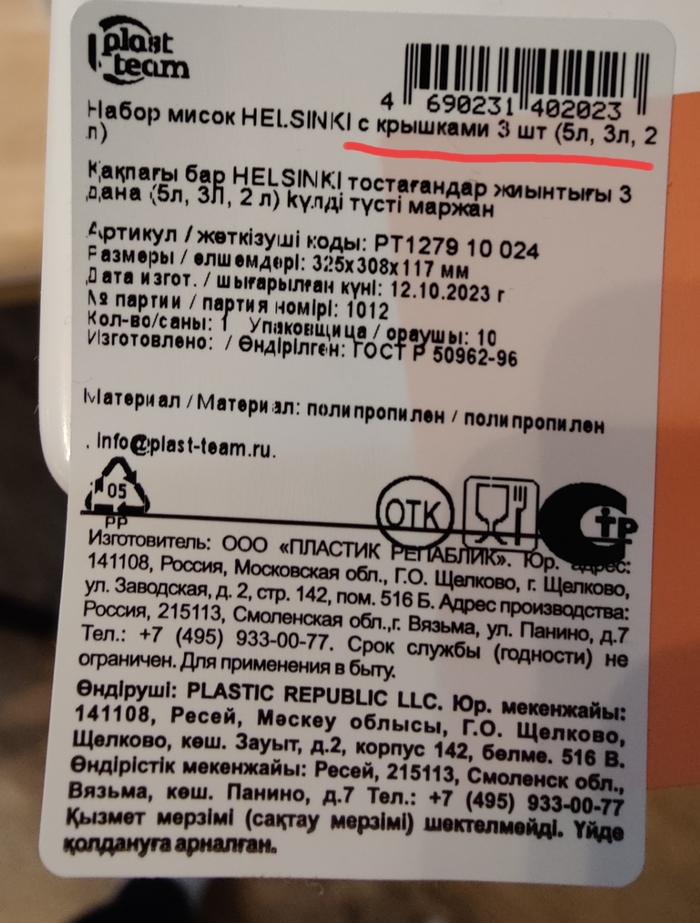 plast
team
4 690231 402023
Набор мисок HELSINKI с крышками 3 шт (5л, 3л, 2
л)
Қақпағы бар HELSINKI тостағандар жиынтығы 3
дана (5л, 3л, 2 л) күлді түсті маржан
Артикул / жөткізуші коды: PT1279 10 024
Размеры / өлшемдері: 325х308х117 мм
Дата изгот. / шығарылған күні: 12.10.2023 г
№ партии / партия номірі: 1012
Кол-во/саны: 1 Упаковщица / ораушы: 10
Изготовлено: / Өндірілген: ГОСТ Р 50962-96
Материал / Материал: полипропилен / полипропилен
. Info@plast-team.ru.
05
PP
ОТК
стр
Изготовитель: ООО «ПЛАСТИК РЕПАБЛИК». Юр. адрес:
141108, Россия, Московская обл., Г.О. Щелково, г. Щелково,
ул. Заводская, д. 2, стр. 142, пом. 516 Б. Адрес производства:
Россия, 215113, Смоленская обл.,г. Вязьма, ул. Панино, д.7
Тел.: +7 (495) 933-00-77. Срок службы (годности) не
ограничен. Для применения в быту.
Өндіруші: PLASTIC REPUBLIC LLC. Юр. мекенжайы:
141108, Ресей, Мәскеу облысы, Г.О. Щелково,
Щелково, көш. Зауыт, д.2, корпус 142, бөлме. 516 В.
Өндірістік мекенжайы: Ресей, 215113, Смоленск обл.,
Вязьма, көш. Панино, д.7 Тел.: +7 (495) 933-00-77
Қызмет мерзімі (сақтау мерзімі) шектелмейді. Үйде
қолдануға арналған.